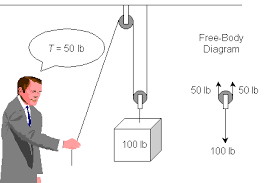 T = 50 lb
Free-Body
Diagram
50 lb
50 lb
100 lb
100 lb